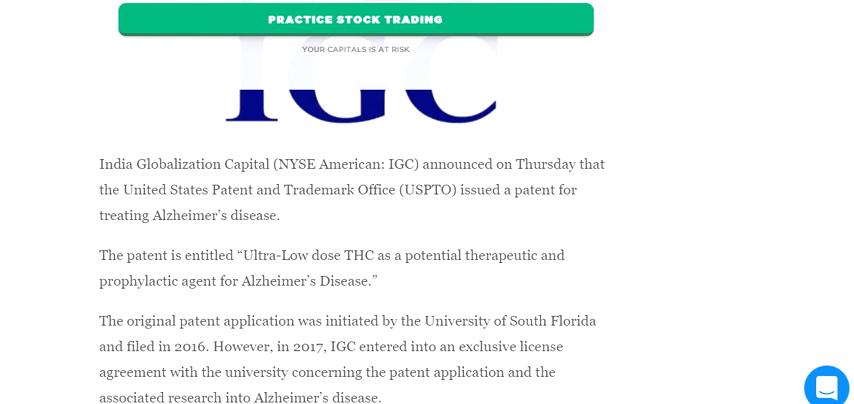 PRACTICE STOCK TRADING
YOUR CAPITALS IS AT RISK
IGC
India Globalization Capital (NYSE American: IGC) announced on Thursday that
the United States Patent and Trademark Office (USPTO) issued a patent for
treating Alzheimer’s disease.
The patent is entitled “Ultra-Low dose THC as a potential therapeutic and
prophylactic agent for Alzheimer’s Disease.”
The original patent application was initiated by the University of South Florida
and filed in 2016. However, in 2017, IGC entered into an exclusive license
agreement with the university concerning the patent application and the
associated research into Alzheimer’s disease.